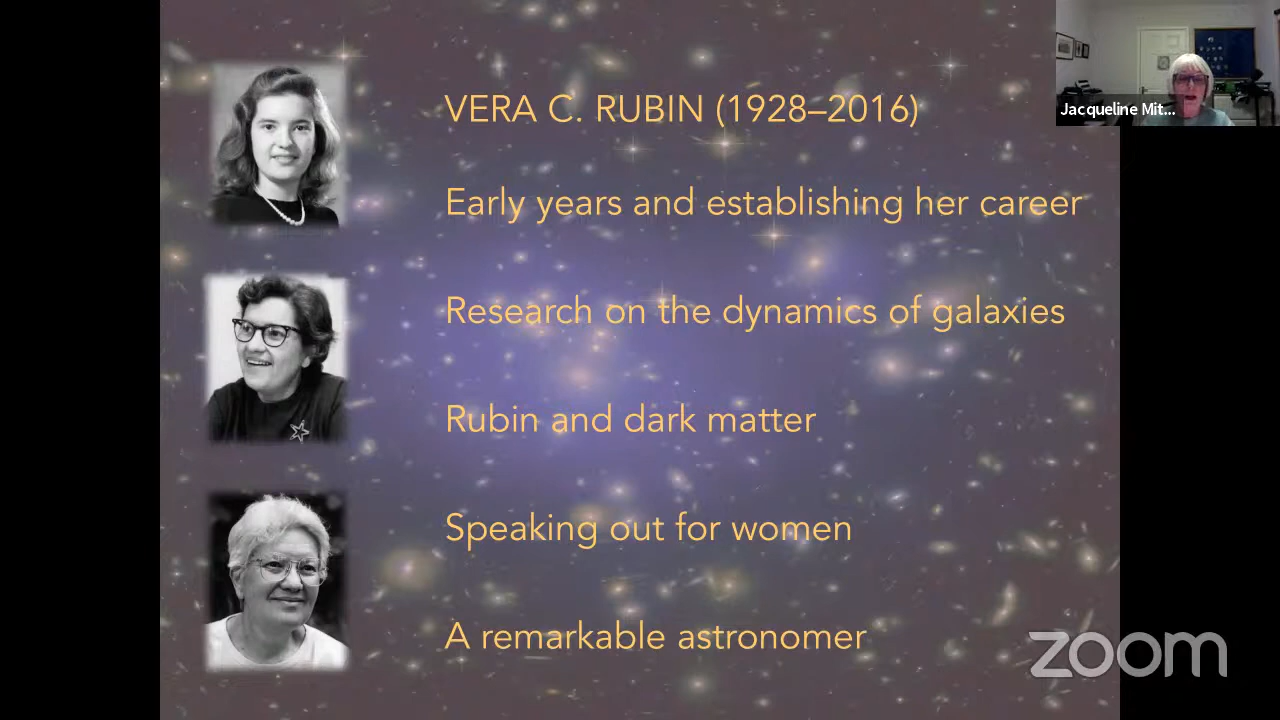 VERA C. RUBIN (1928–2016)
Jacqueline Mit...
Early years and establishing her career
Research on the dynamics of galaxies
Rubin and dark matter
Speaking out for women
A remarkable astronomer
zoom